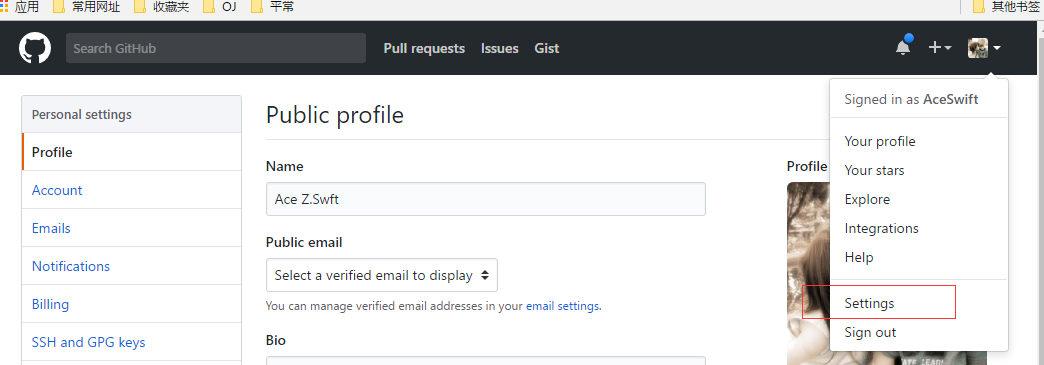 应用 常用网址 收藏夹 OJ 平常 其他书签
Search GitHub Pull requests Issues Gist
Signed in as AceSwift
Your profile
Your stars
Explore
Integrations
Help
Settings
Sign out
Personal settings
Profile
Account
Emails
Notifications
Billing
SSH and GPG keys
Public profile
Name
Ace Z.Swft
Public email
Select a verified email to display
You can manage verified email addresses in your email settings.
Bio
Profile